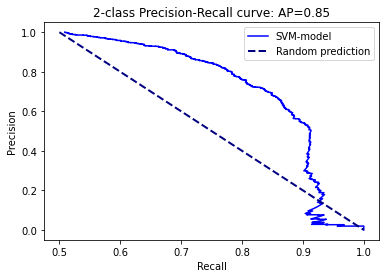 2-class Precision-Recall curve: AP=0.85
SVM-model
Random prediction
Precision
1.0
0.8
0.6
0.4
0.2
0.0
0.5
0.6
0.7
0.8
0.9
1.0
Recall